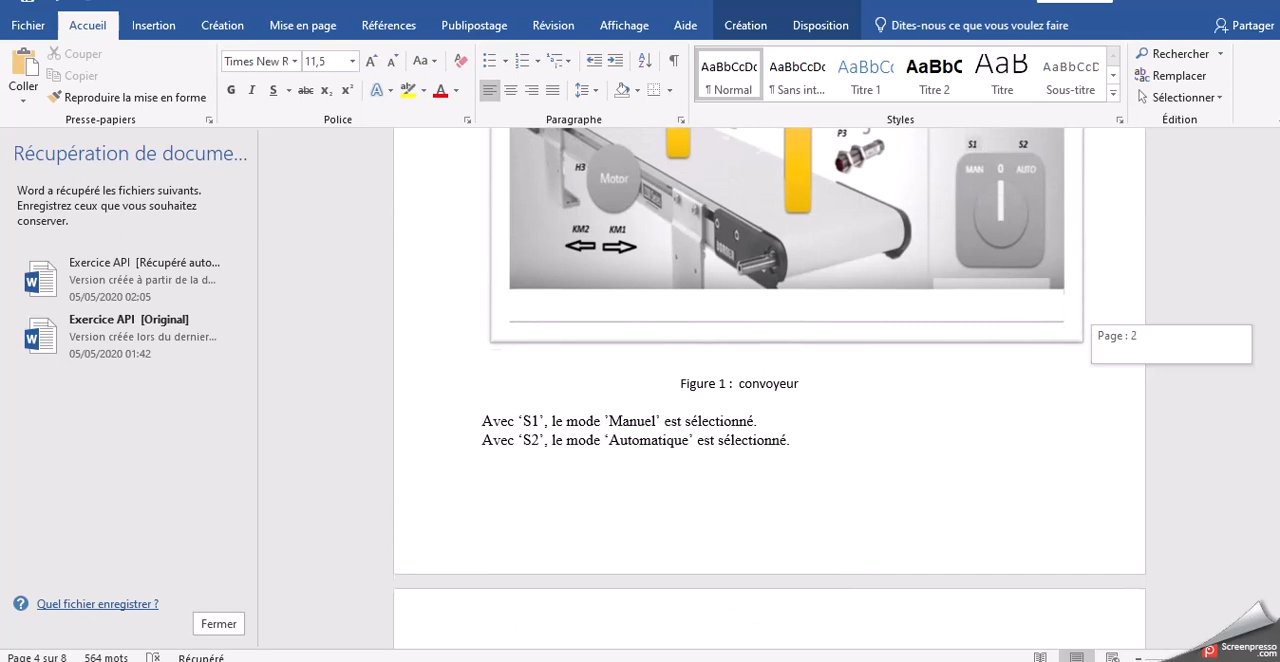 Fichier Accueil Insertion Création Mise en page Références Publipostage Révision Affichage Aide Création Disposition Dites-nous ce que vous voulez faire Partager
Coller
Couper
Copier
Reproduire la mise en forme
Presse-papiers
Times New R 11,5
Aa
G I S abc x₂ x²
A A
Police
Paragraphe
AaBbCcDc AaBbCcDc AaBbCc AaBbC AaB AaBbCcD
¶ Normal ¶ Sans int... Titre 1 Titre 2 Titre Sous-titre
Styles
Rechercher
Remplacer
Sélectionner
Édition
Récupération de docume...
Word a récupéré les fichiers suivants.
Enregistrez ceux que vous souhaitez
conserver.
Exercice API [Récupéré auto...
Version créée à partir de la d...
05/05/2020 02:05
Exercice API [Original]
Version créée lors du dernier...
05/05/2020 01:42
Quel fichier enregistrer ?
Fermer
P3
H3
Motor
KM2 KM1
S1 S2
MAN 0 AUTO
Page : 2
Figure 1 : convoyeur
Avec ‘S1’, le mode ’Manuel’ est sélectionné.
Avec ‘S2’, le mode ‘Automatique’ est sélectionné.
Page 4 sur 8 564 mots Récupéré
Screenpresso
.com